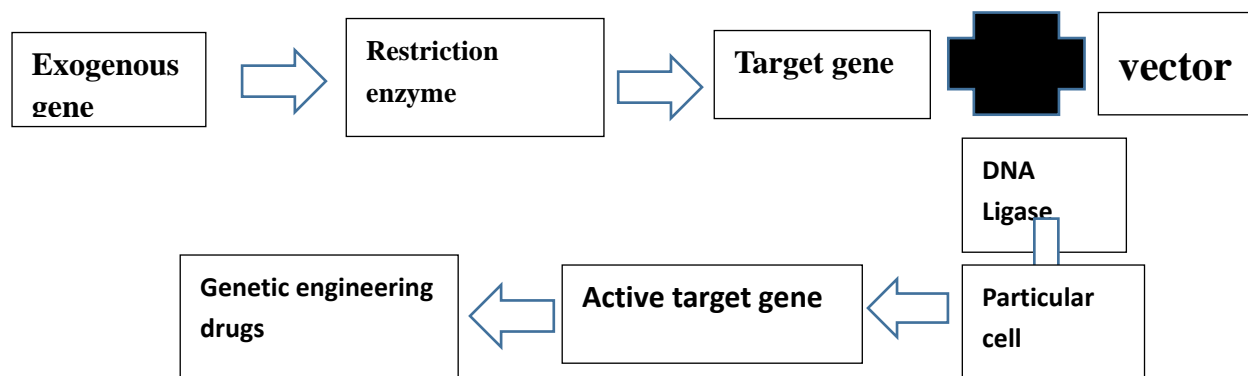 Exogenous
gene
Restriction
enzyme
Target gene
vector
DNA
Ligase
Particular
cell
Active target gene
Genetic engineering
drugs